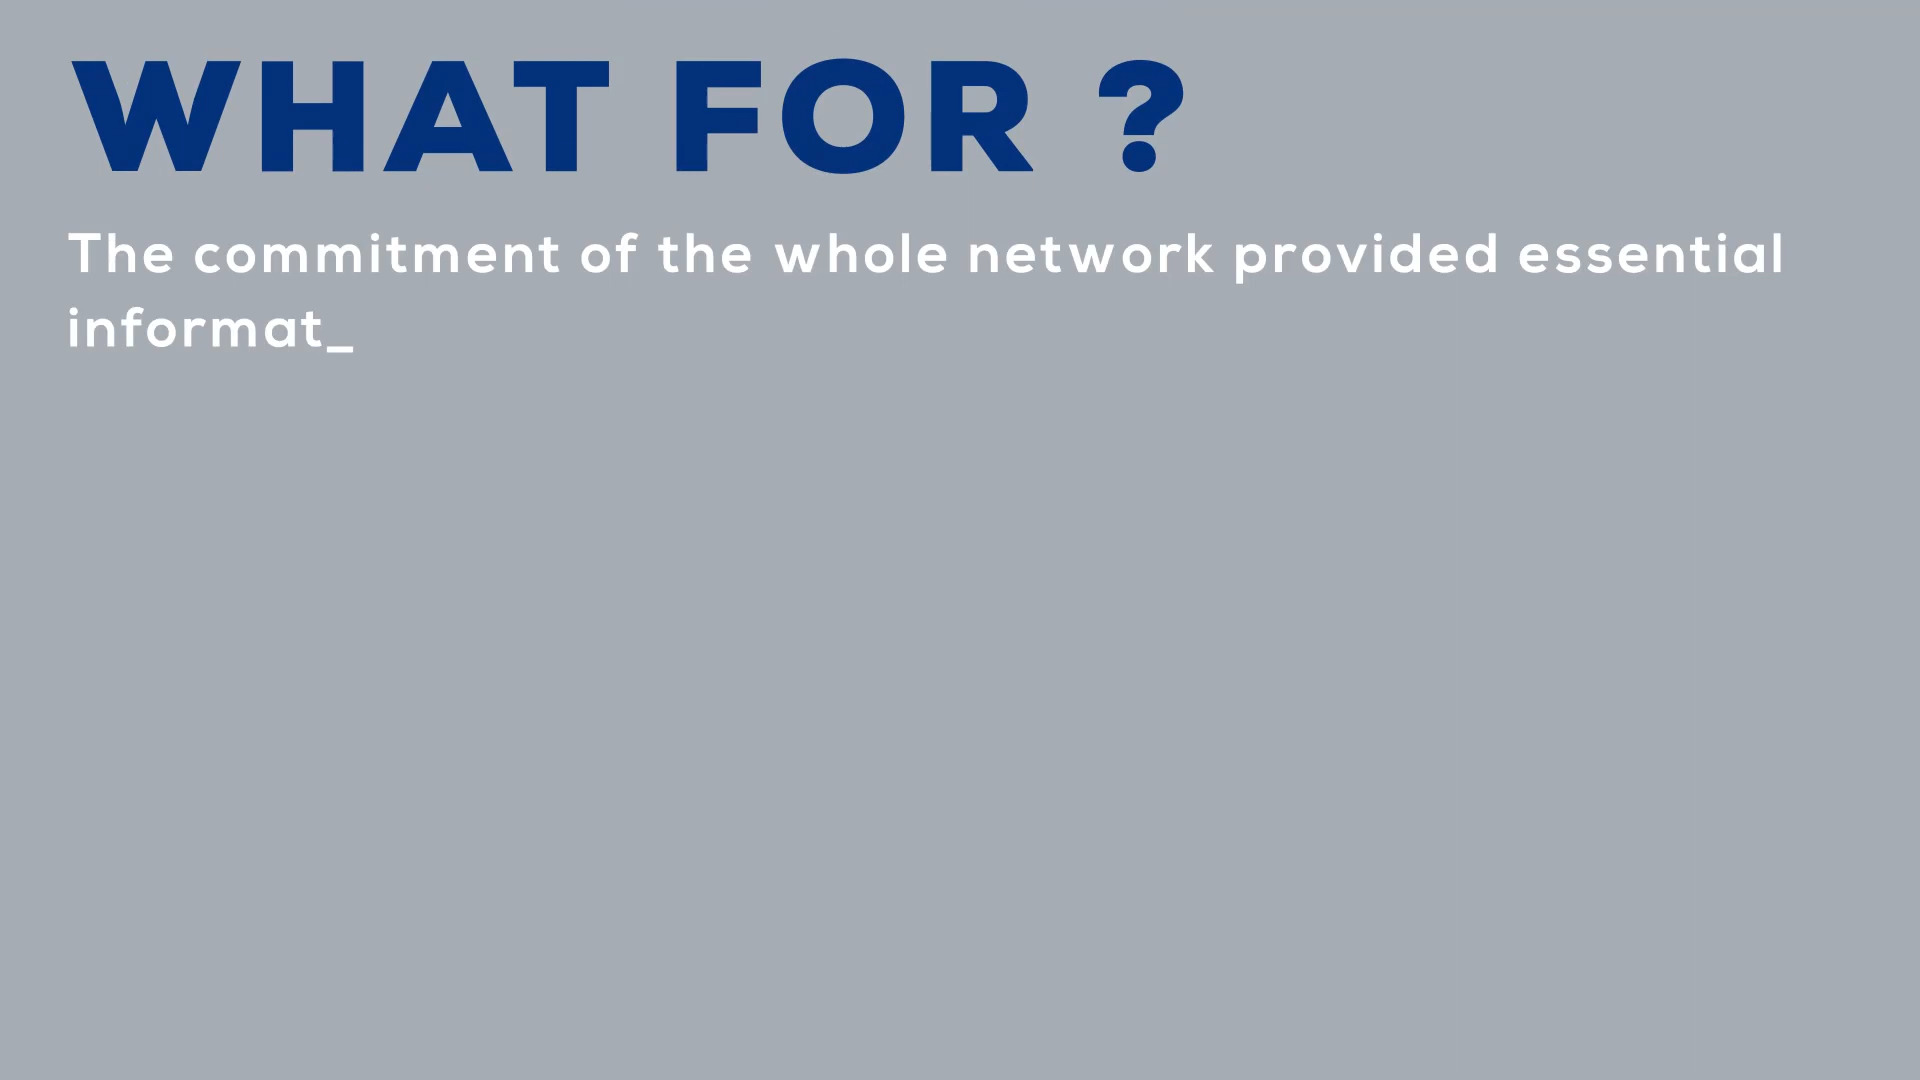 WHAT FOR ?
The commitment of the whole network provided essential
informat_